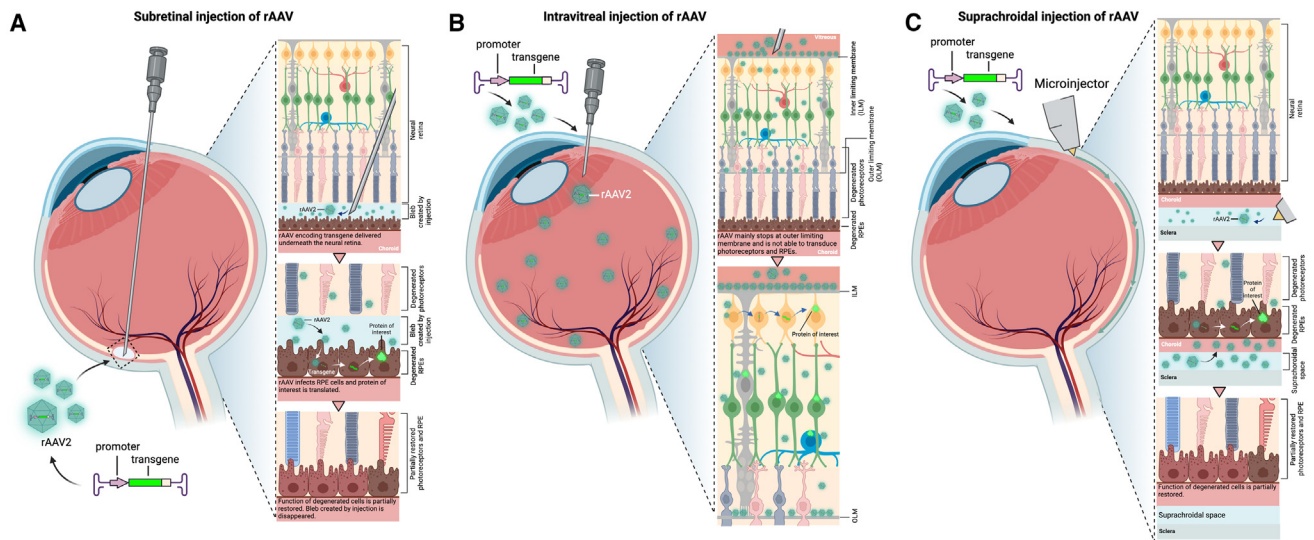 A
Subretinal injection of rAAV
Neural
retina
rAAV2
Bleb
created by
injection
rAAV encoding transgene delivered
underneath the neural retina.
Choroid
Degenerated
photoreceptors
rAAV2
Protein of
interest
Transgene
Bleb
created by
injection
Degenerated
RPEs
rAAV infects RPE cells and protein of
interest is translated.
Partially restored
photoreceptors and RPE
Function of degenerated cells is partially
restored. Bleb created by injection is
disappeared.
rAAV2
promoter
transgene
B
Intravitreal injection of rAAV
promoter
transgene
rAAV2
Vitreous
Inner limiting membrane
(ILM)
Outer limiting membrane
(OLM)
Degenerated
photoreceptors
Degenerated
RPEs
rAAV mainly stops at outer limiting
membrane and is not able to transduce
photoreceptors and RPEs.
Choroid
ILM
Protein of interest
OLM
C
Suprachroidal injection of rAAV
promoter
transgene
Microinjector
Neural
retina
Choroid
rAAV2
Sclera
Degenerated
photoreceptors
Protein
of
interest
Degenerated
RPEs
Choroid
Suprachoroidal
space
Sclera
Partially restored
photoreceptors and RPE
Function of degenerated cells is partially
restored.
Suprachroidal space
Sclera